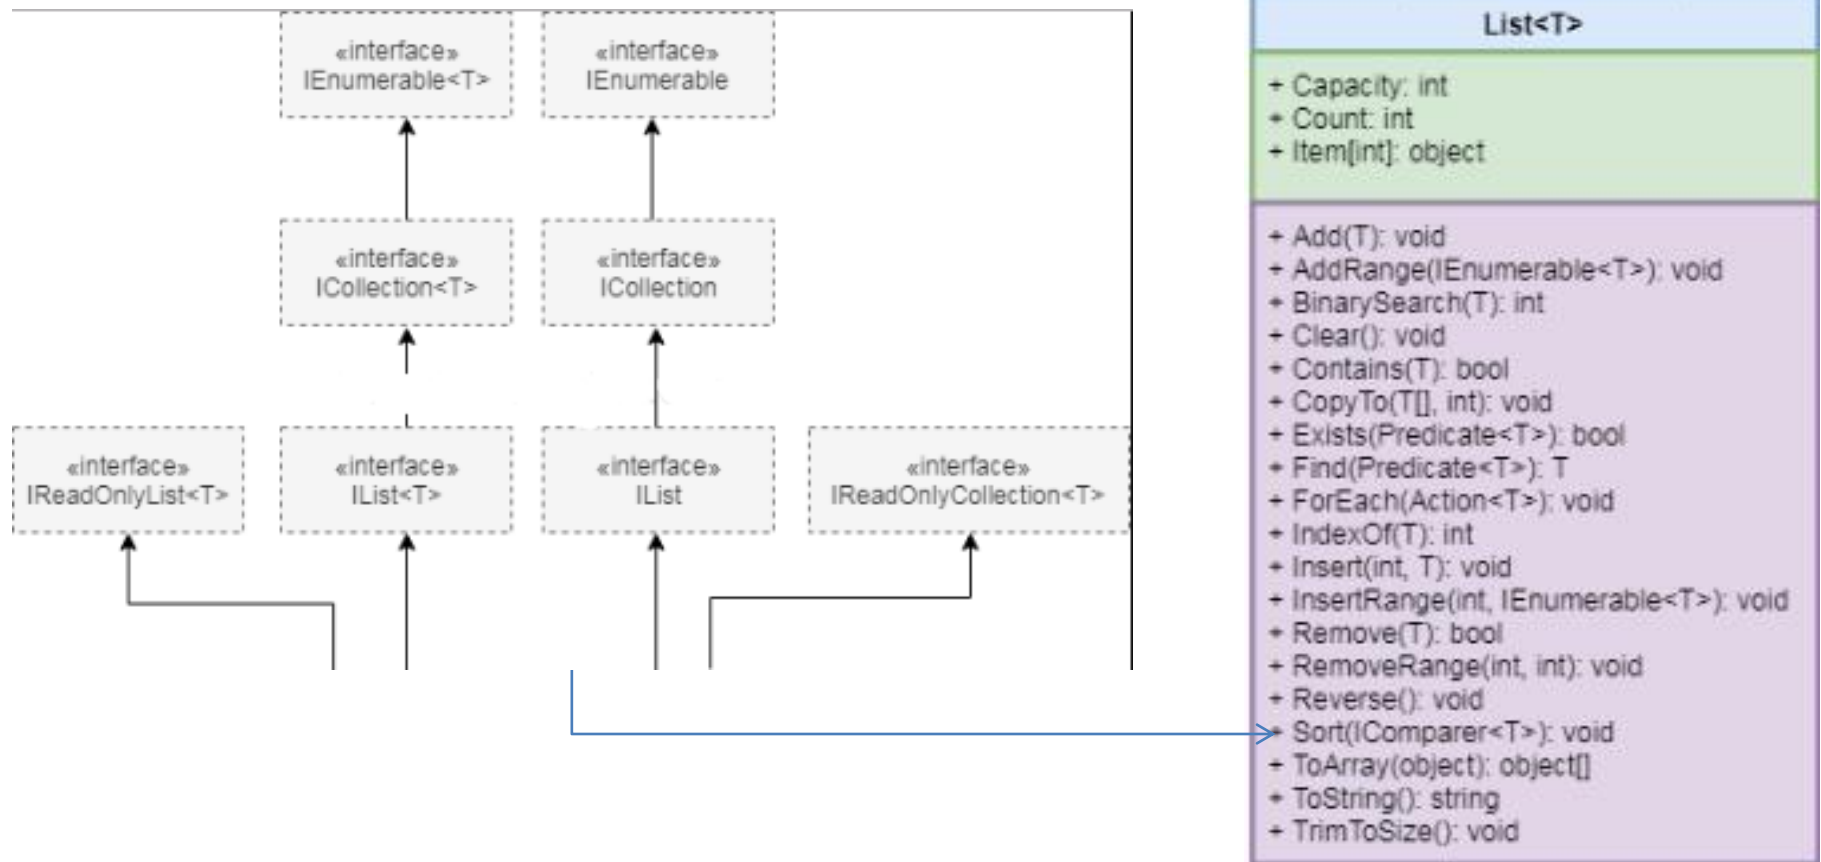 «interface»
IEnumerable<T>
«interface»
IEnumerable
«interface»
ICollection<T>
«interface»
ICollection
«interface»
IReadOnlyList<T>
«interface»
IList<T>
«interface»
IList
«interface»
IReadOnlyCollection<T>
List<T>
+ Capacity: int
+ Count: int
+ Item[int]: object
+ Add(T): void
+ AddRange(IEnumerable<T>): void
+ BinarySearch(T): int
+ Clear(): void
+ Contains(T): bool
+ CopyTo(T[], int): void
+ Exists(Predicate<T>): bool
+ Find(Predicate<T>): T
+ ForEach(Action<T>): void
+ IndexOf(T): int
+ Insert(int, T): void
+ InsertRange(int, IEnumerable<T>): void
+ Remove(T): bool
+ RemoveRange(int, int): void
+ Reverse(): void
+ Sort(IComparer<T>): void
+ ToArray(object): object[]
+ ToString(): string
+ TrimToSize(): void